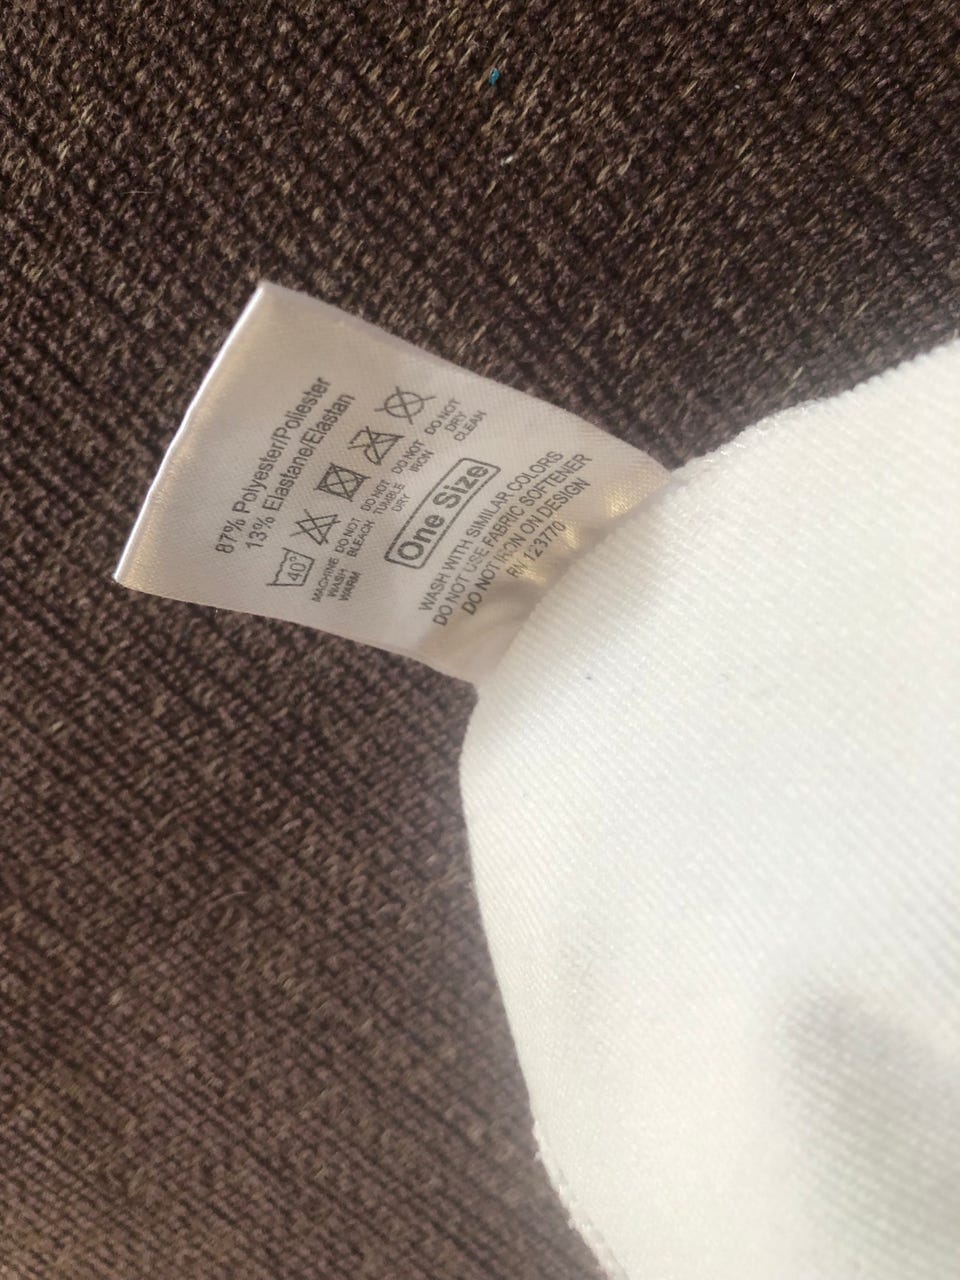 87% Polyester/Poliester
13% Elastane/Elastan
40°
MACHINE WASH WARM
DO NOT BLEACH
DO NOT TUMBLE DRY
DO NOT IRON
DO NOT DRY CLEAN
One Size
WASH WITH SIMILAR COLORS
DO NOT USE FABRIC SOFTENER
DO NOT IRON ON DESIGN
RN 123770